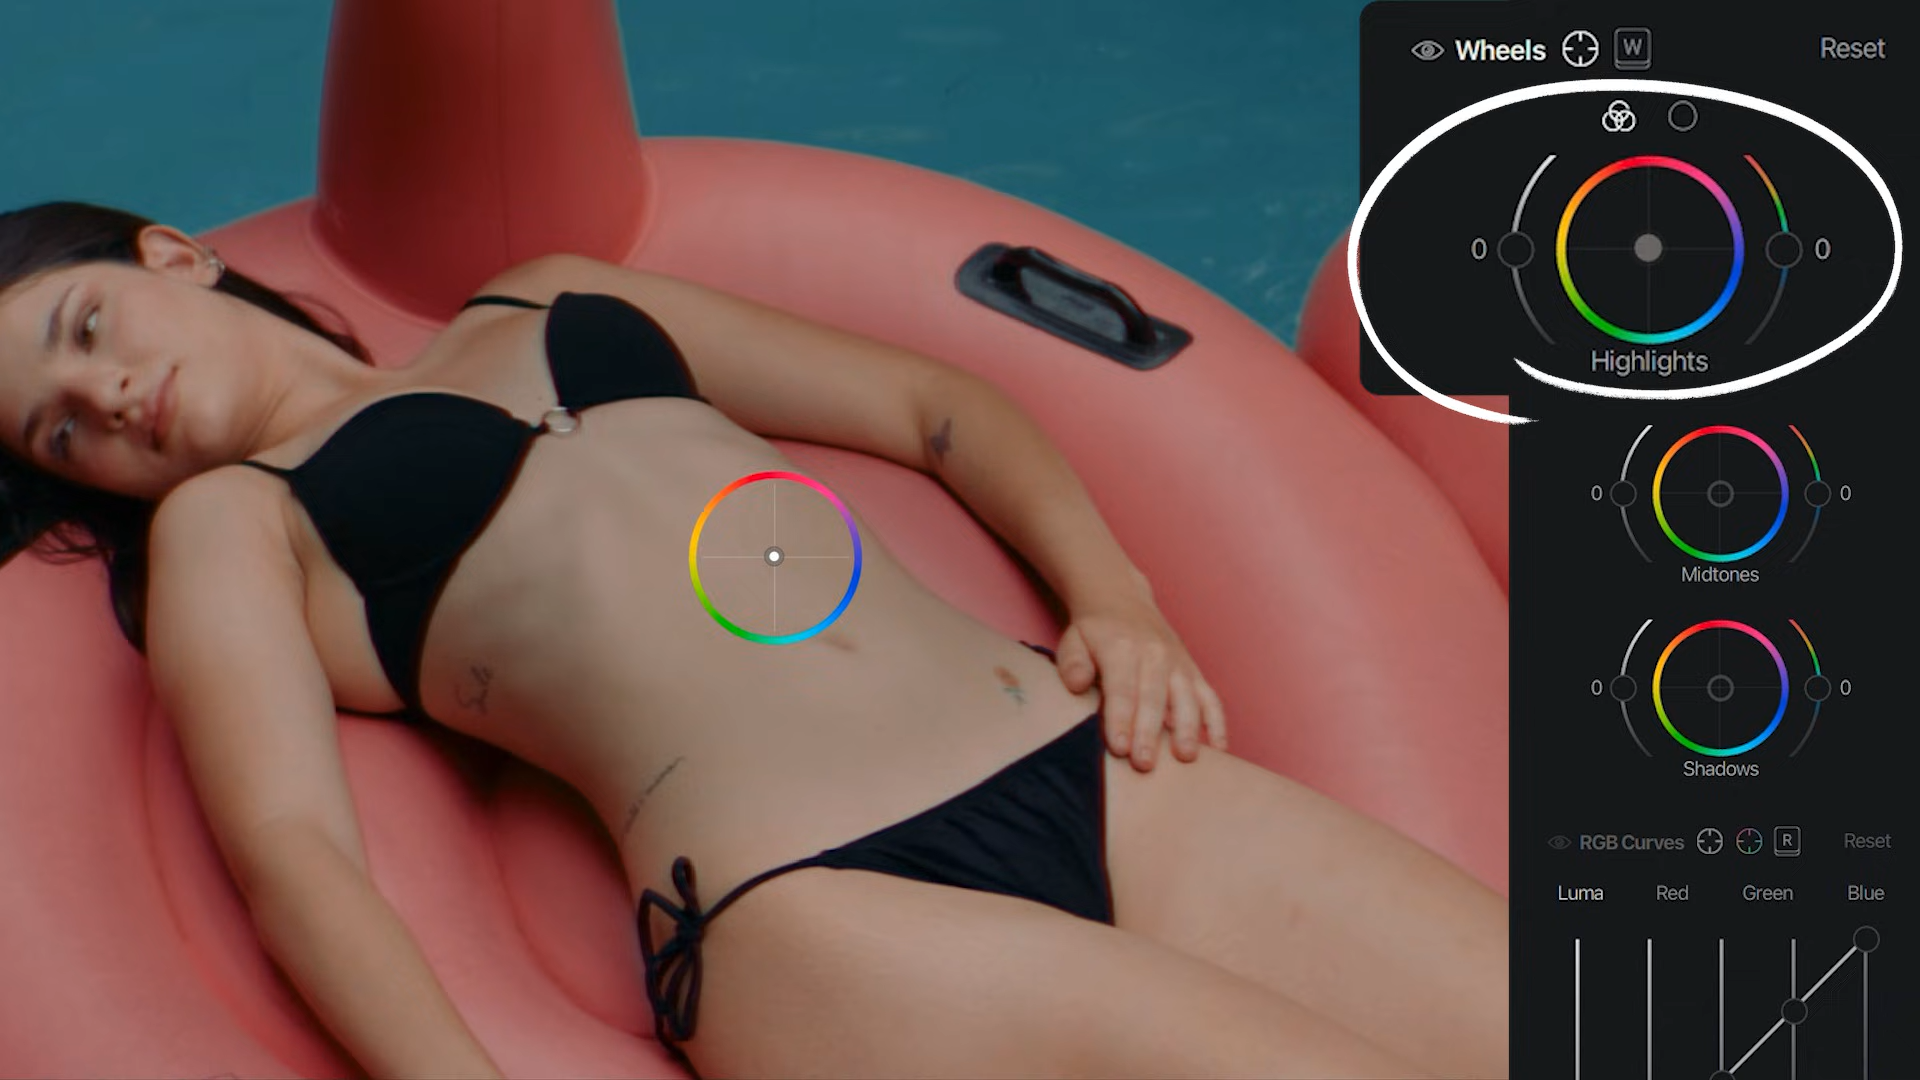 Wheels W Reset
0 0
Highlights
0 0
Midtones
0 0
Shadows
RGB Curves R Reset
Luma Red Green Blue